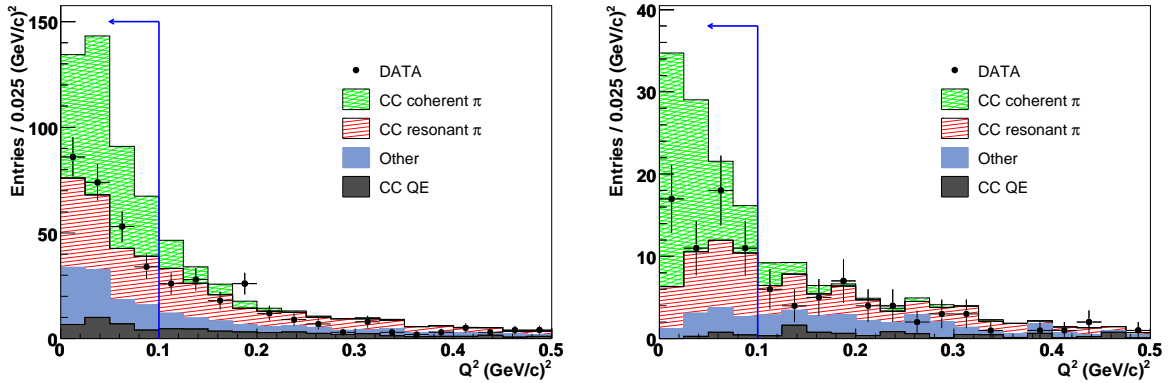 Entries / 0.025 (GeV/c)²
150
100
50
0
DATA
CC coherent π
CC resonant π
Other
CC QE
0 0.1 0.2 0.3 0.4 0.5
Q² (GeV/c)²
Entries / 0.025 (GeV/c)²
40
30
20
10
0
DATA
CC coherent π
CC resonant π
Other
CC QE
0 0.1 0.2 0.3 0.4 0.5
Q² (GeV/c)²